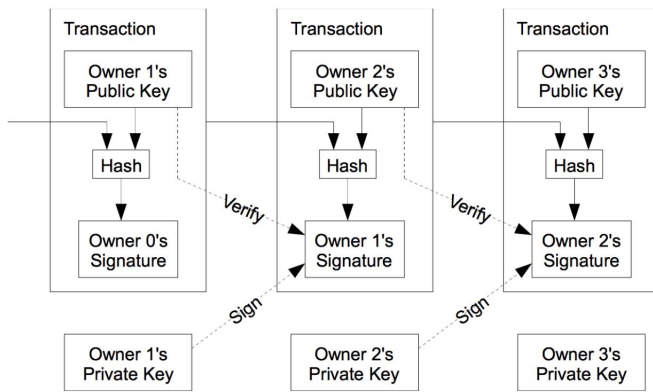 Transaction
Owner 1's
Public Key
Hash
Owner 0's
Signature
Verify
Transaction
Owner 2's
Public Key
Hash
Owner 1's
Signature
Verify
Transaction
Owner 3's
Public Key
Hash
Owner 2's
Signature
Owner 1's
Private Key
Sign
Owner 2's
Private Key
Sign
Owner 3's
Private Key